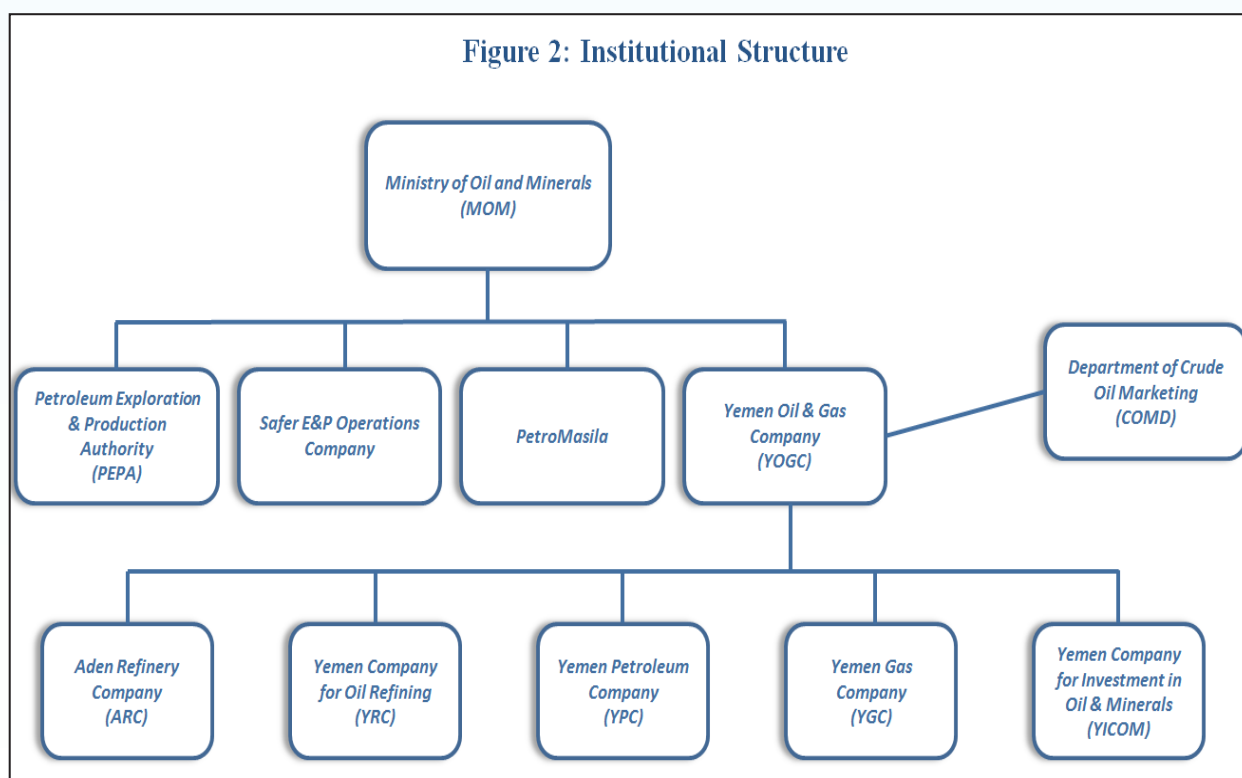 Figure 2: Institutional Structure
Ministry of Oil and Minerals
(MOM)
Petroleum Exploration
& Production
Authority
(PEPA)
Safer E&P Operations
Company
PetroMasila
Yemen Oil & Gas
Company
(YOGC)
Department of Crude
Oil Marketing
(COMD)
Aden Refinery
Company
(ARC)
Yemen Company
for Oil Refining
(YRC)
Yemen Petroleum
Company
(YPC)
Yemen Gas
Company
(YGC)
Yemen Company
for Investment in
Oil & Minerals
(YICOM)